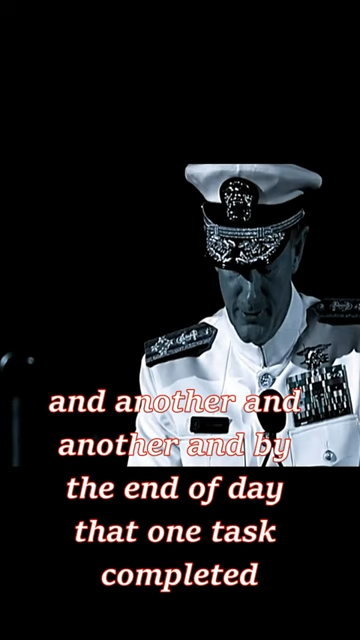 and another and
another and by
the end of day
that one task
completed